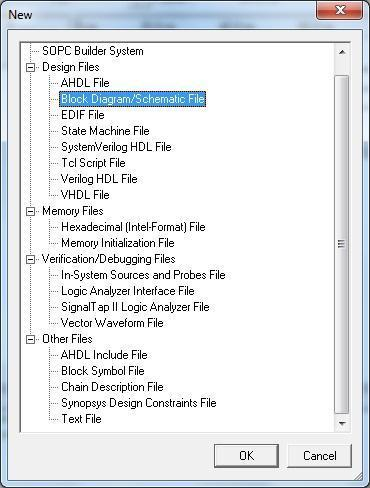 New
SOPC Builder System
Design Files
AHDL File
Block Diagram/Schematic File
EDIF File
State Machine File
SystemVerilog HDL File
Tcl Script File
Verilog HDL File
VHDL File
Memory Files
Hexadecimal (Intel-Format) File
Memory Initialization File
Verification/Debugging Files
In-System Sources and Probes File
Logic Analyzer Interface File
SignalTap II Logic Analyzer File
Vector Waveform File
Other Files
AHDL Include File
Block Symbol File
Chain Description File
Synopsys Design Constraints File
Text File
OK Cancel